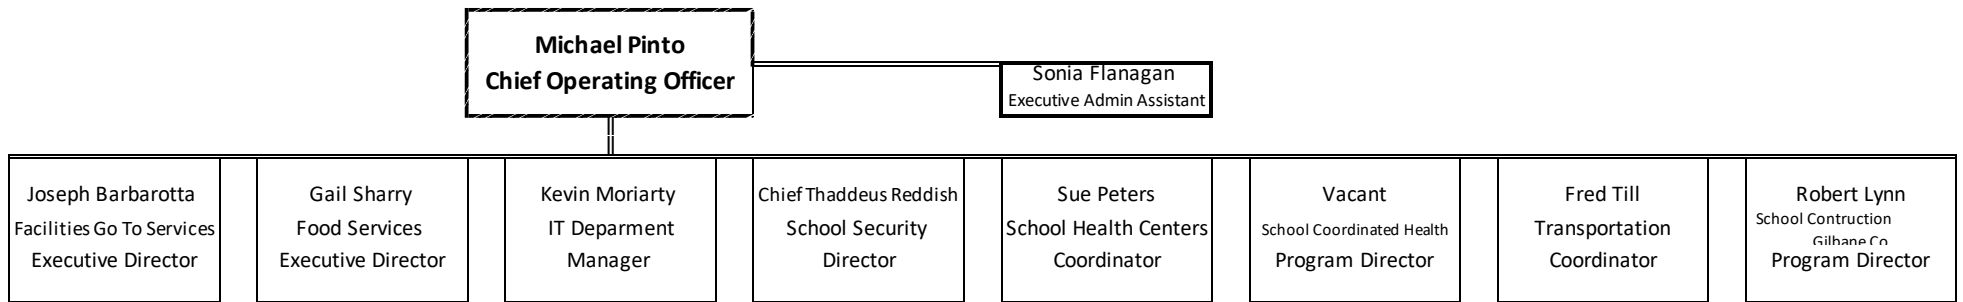 Michael Pinto
Chief Operating Officer
Sonia Flanagan
Executive Admin Assistant
Joseph Barbarotta
Facilities Go To Services
Executive Director
Gail Sharry
Food Services
Executive Director
Kevin Moriarty
IT Deparment
Manager
Chief Thaddeus Reddish
School Security
Director
Sue Peters
School Health Centers
Coordinator
Vacant
School Coordinated Health
Program Director
Fred Till
Transportation
Coordinator
Robert Lynn
School Contruction
Gilbane Co
Program Director